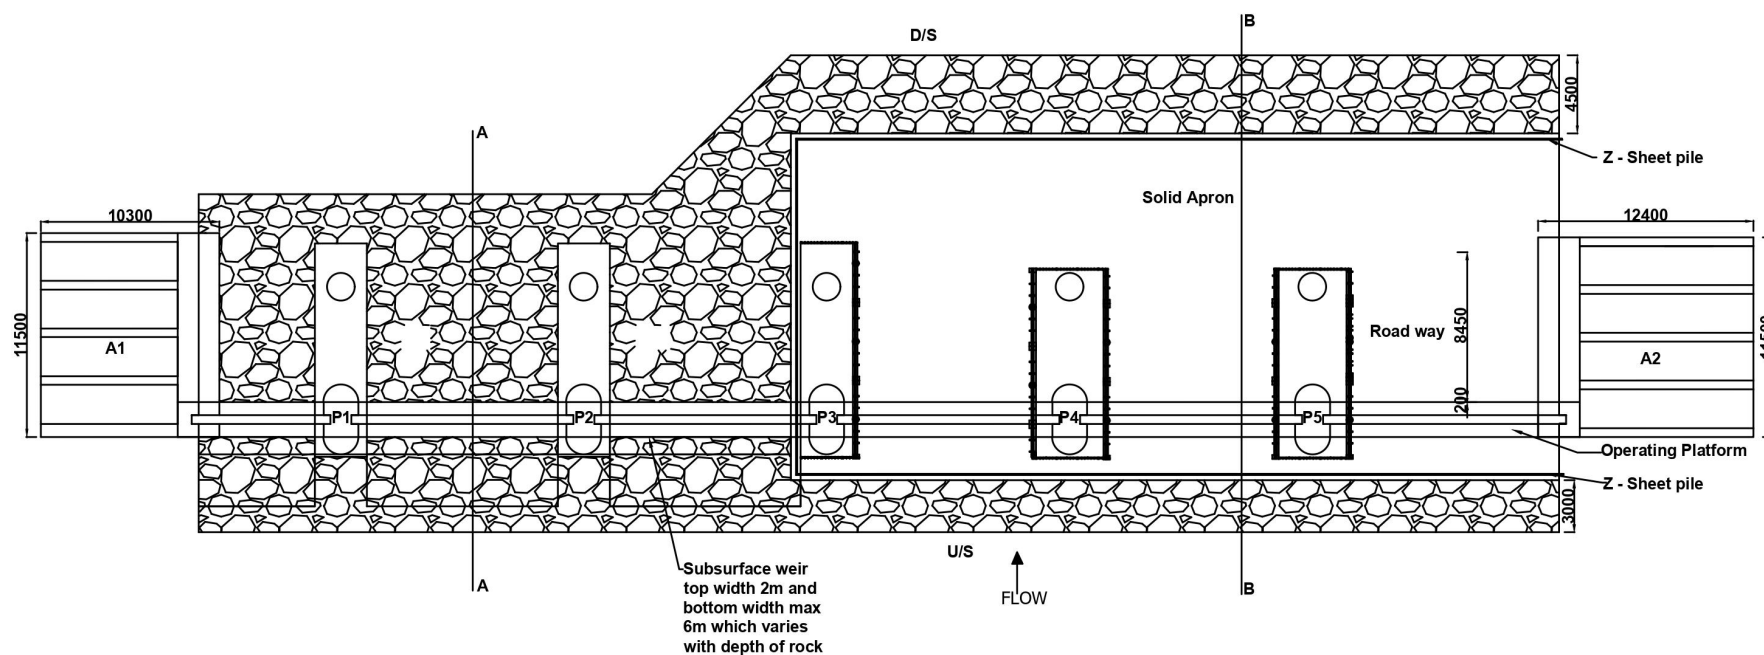 B
D/S
4500
A
Z - Sheet pile
Solid Apron
10300
12400
11500
A1
Road way
8450
A2
200
P1
P2
P3
P4
P5
Operating Platform
Z - Sheet pile
3000
U/S
A
Subsurface weir
top width 2m and
bottom width max
6m which varies
with depth of rock
FLOW
B